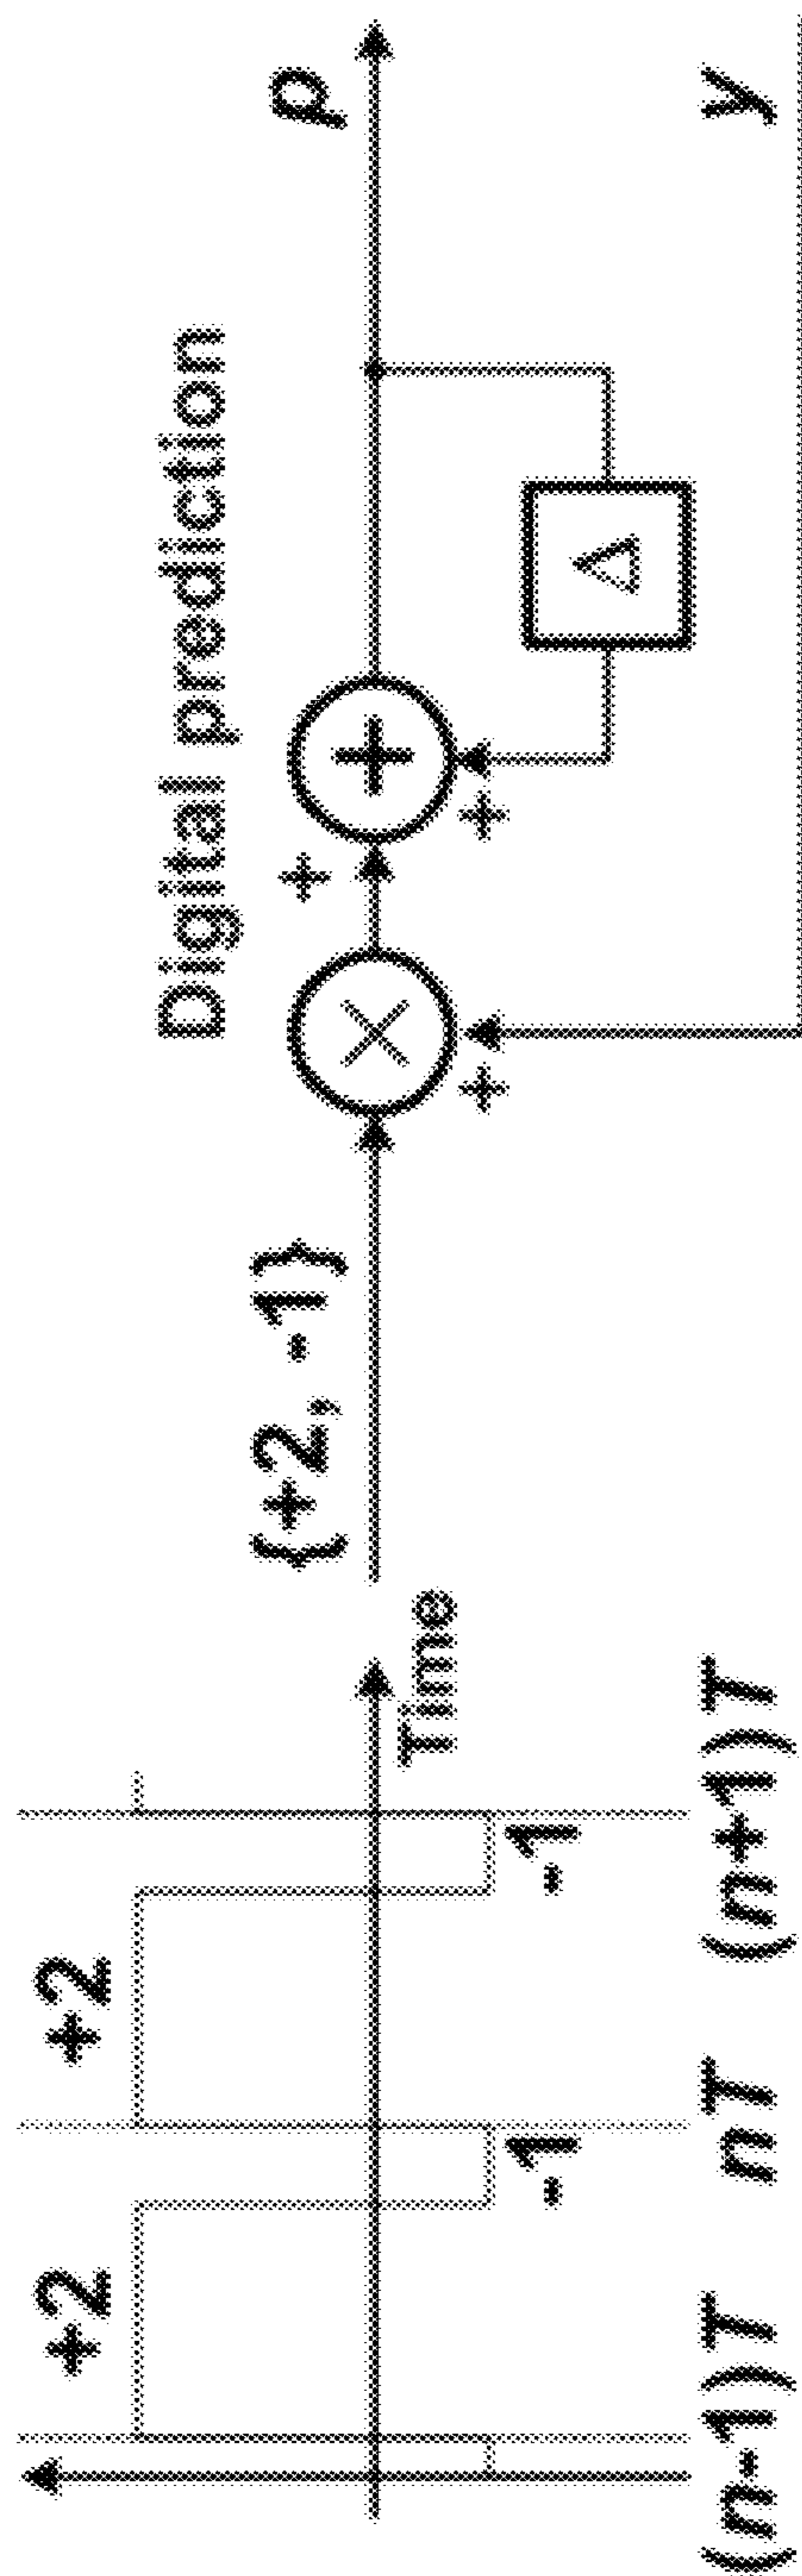 Digital prediction
+2
+2
{+2, -1}
p
+
×
+
+
+
Time
Δ
-1
-1
(n-1)T
nT
(n+1)T
y